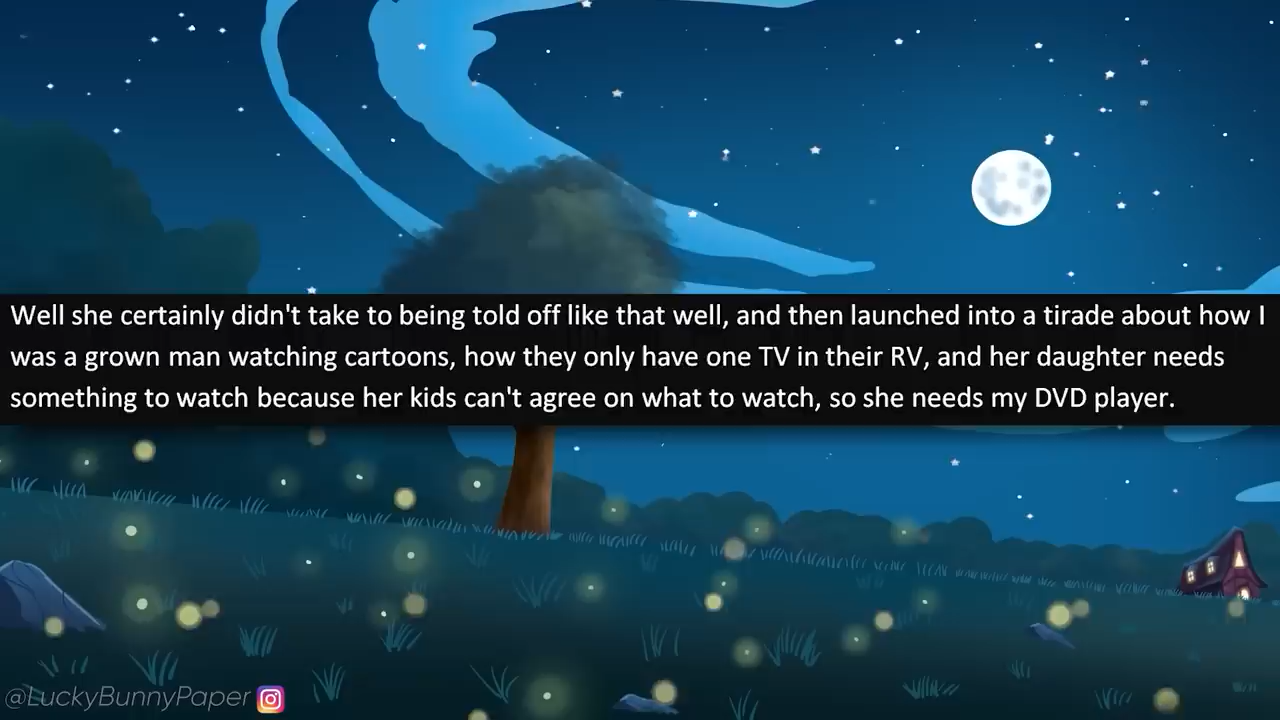 Well she certainly didn't take to being told off like that well, and then launched into a tirade about how I
was a grown man watching cartoons, how they only have one TV in their RV, and her daughter needs
something to watch because her kids can't agree on what to watch, so she needs my DVD player.
@LuckyBunnyPaper